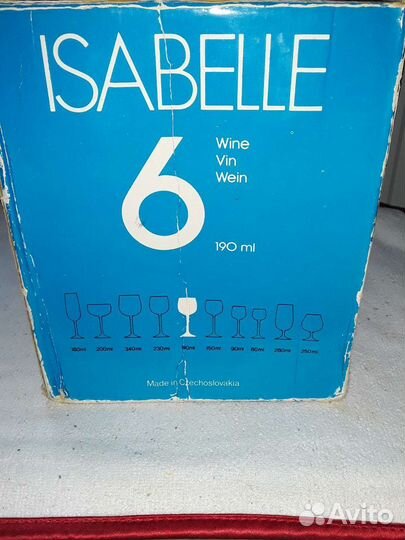 ISABELLE
6
Wine
Vin
Wein
190 ml
180ml 200ml 340ml 230ml 190ml 150ml 90ml 60ml 280ml 250ml
Made in Czechoslovakia
Avito